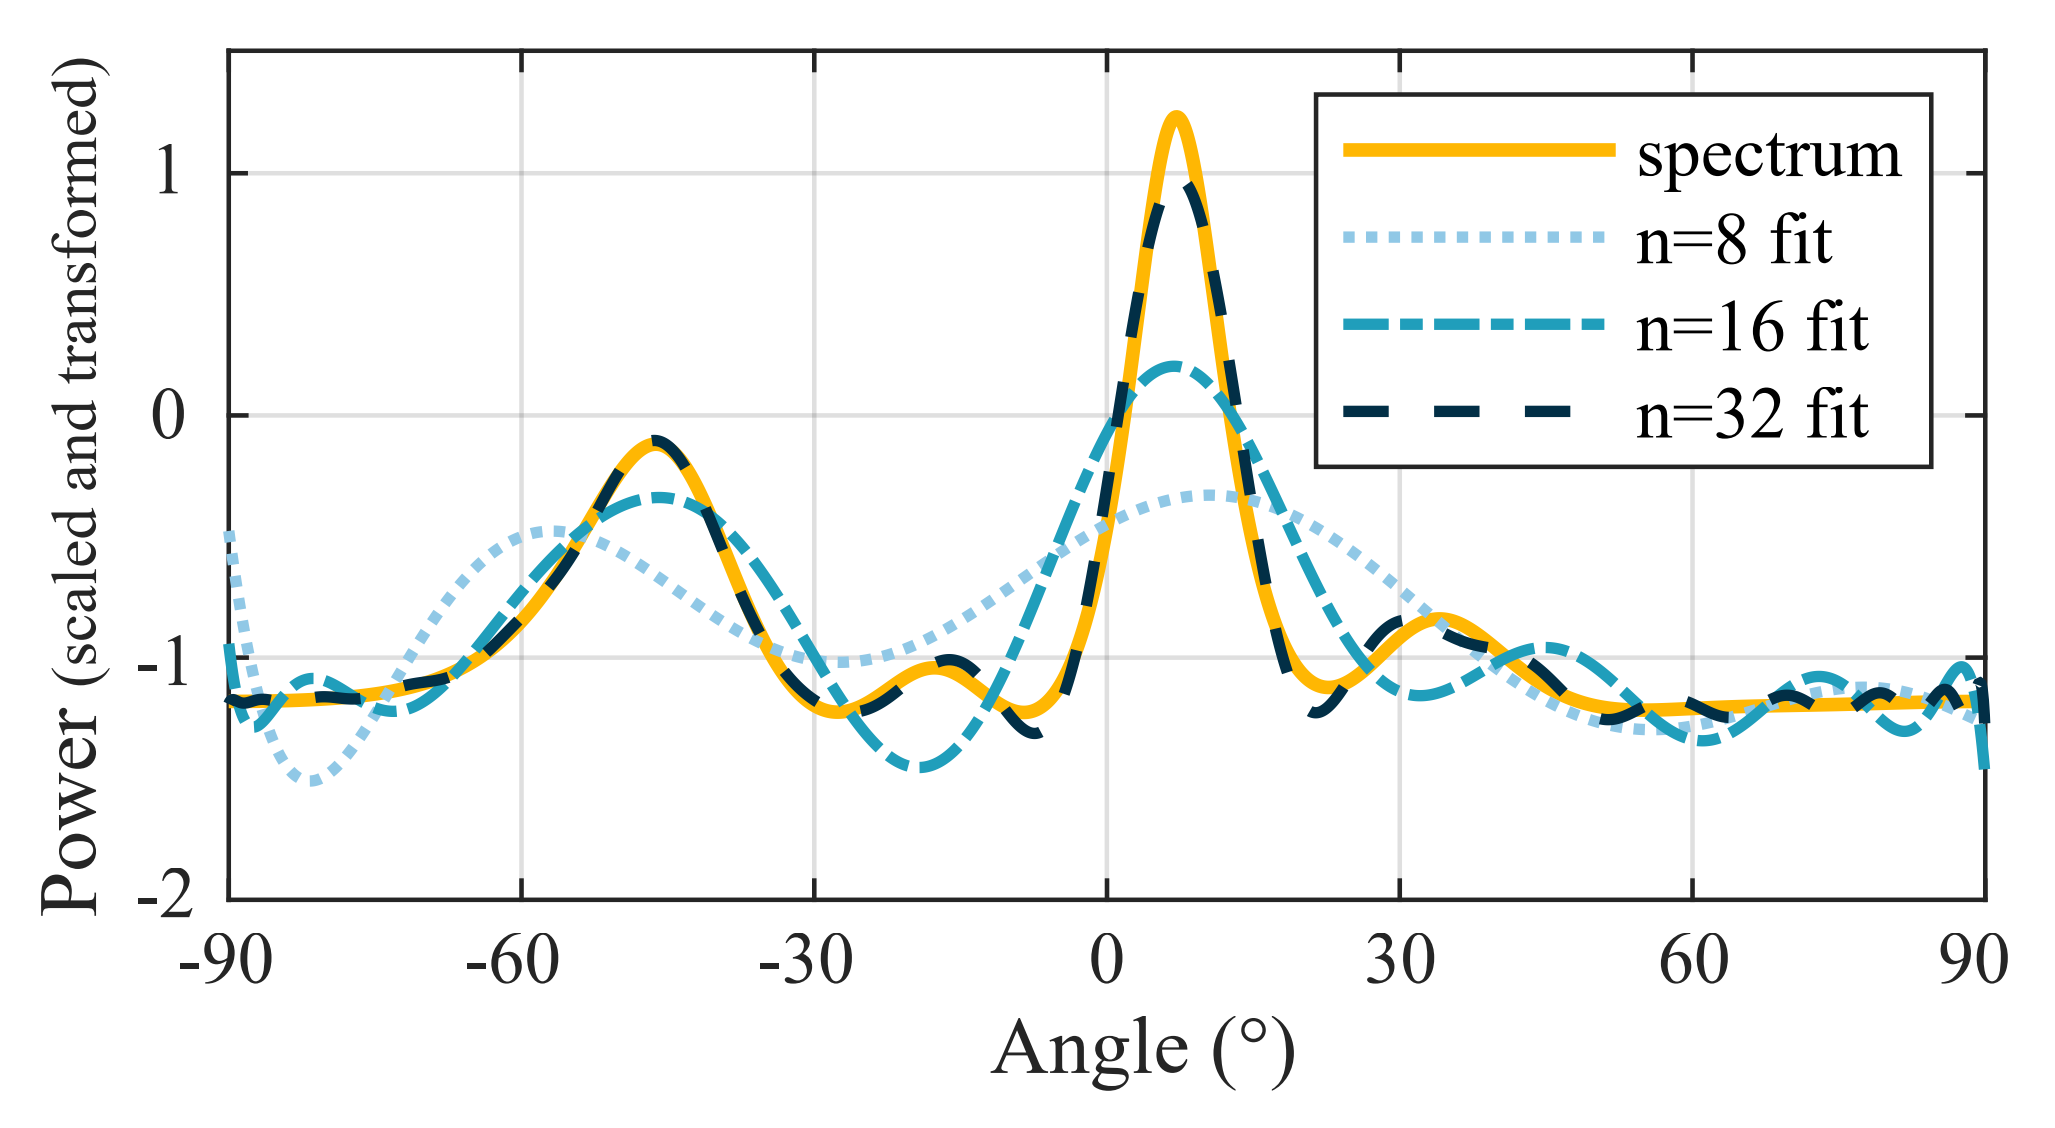 Power (scaled and transformed)
1
0
-1
-2
-90
-60
-30
0
30
60
90
Angle (°)
spectrum
n=8 fit
n=16 fit
n=32 fit